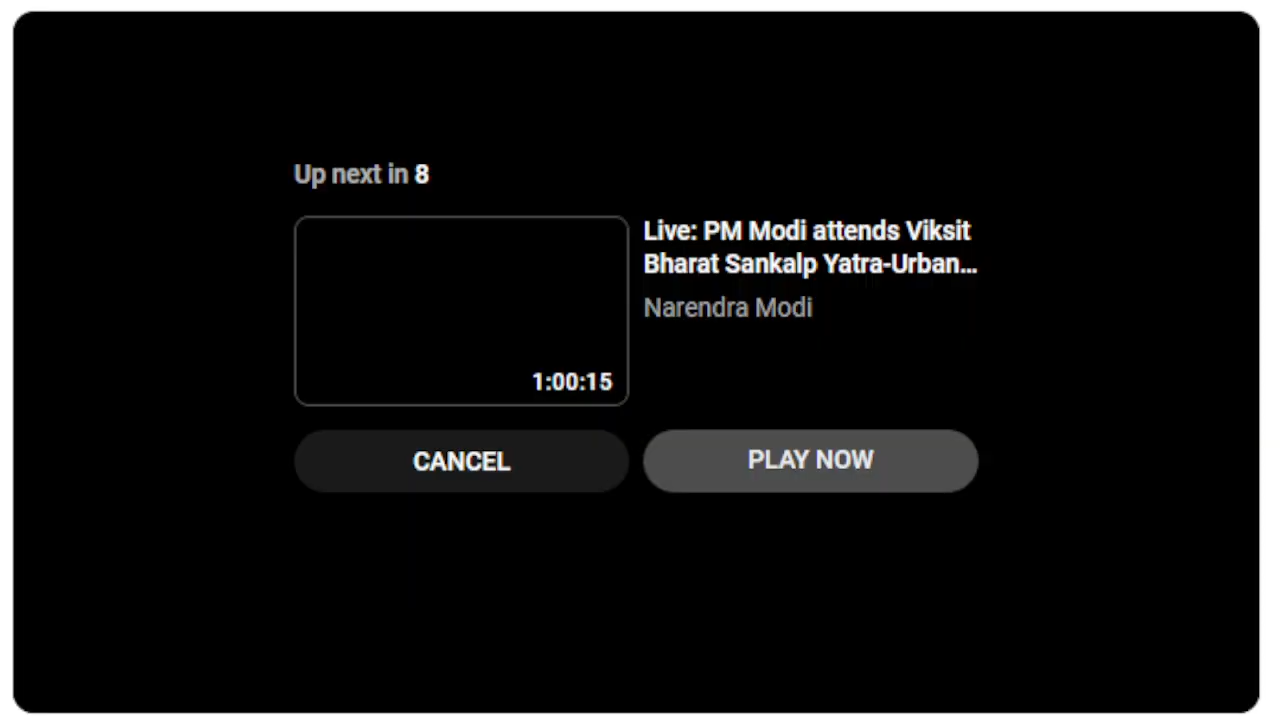 Up next in 8
Live: PM Modi attends Viksit
Bharat Sankalp Yatra-Urban...
Narendra Modi
1:00:15
CANCEL
PLAY NOW